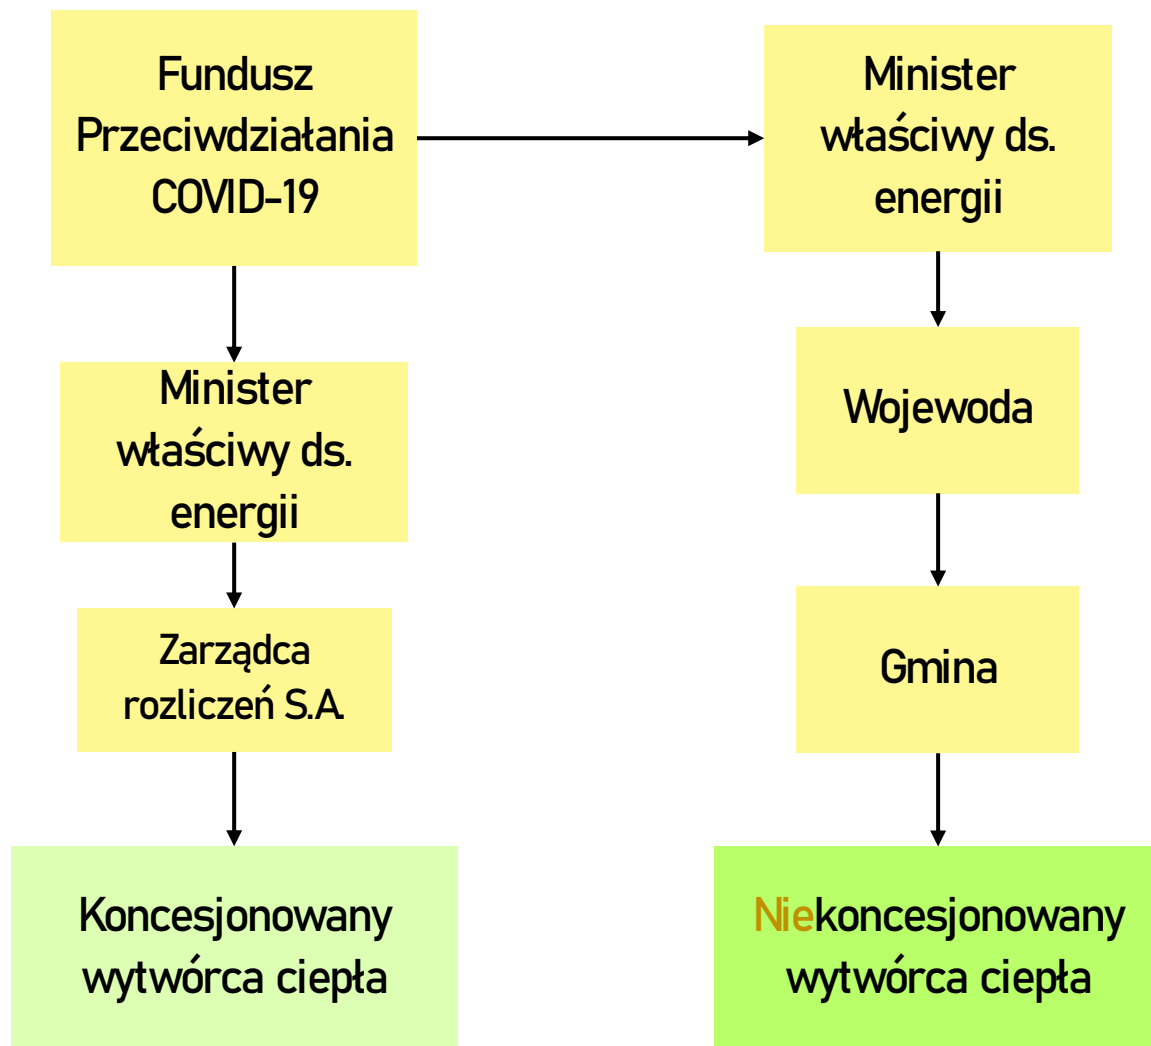 Fundusz
Przeciwdziałania
COVID-19
Minister
właściwy ds.
energii
Minister
właściwy ds.
energii
Wojewoda
Zarządca
rozliczeń S.A.
Gmina
Koncesjonowany
wytwórca ciepła
Niekoncesjonowany
wytwórca ciepła